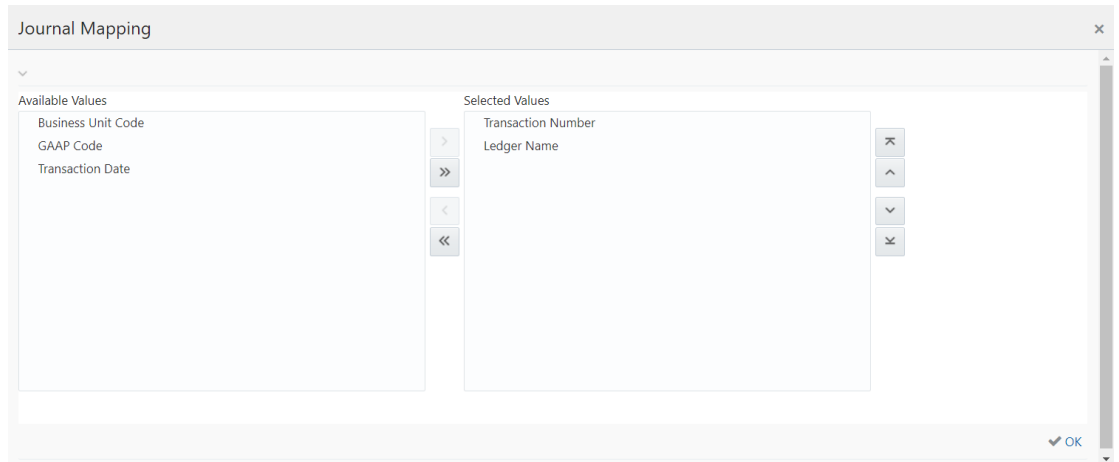 Journal Mapping
Available Values
Business Unit Code
GAAP Code
Transaction Date
Selected Values
Transaction Number
Ledger Name
OK